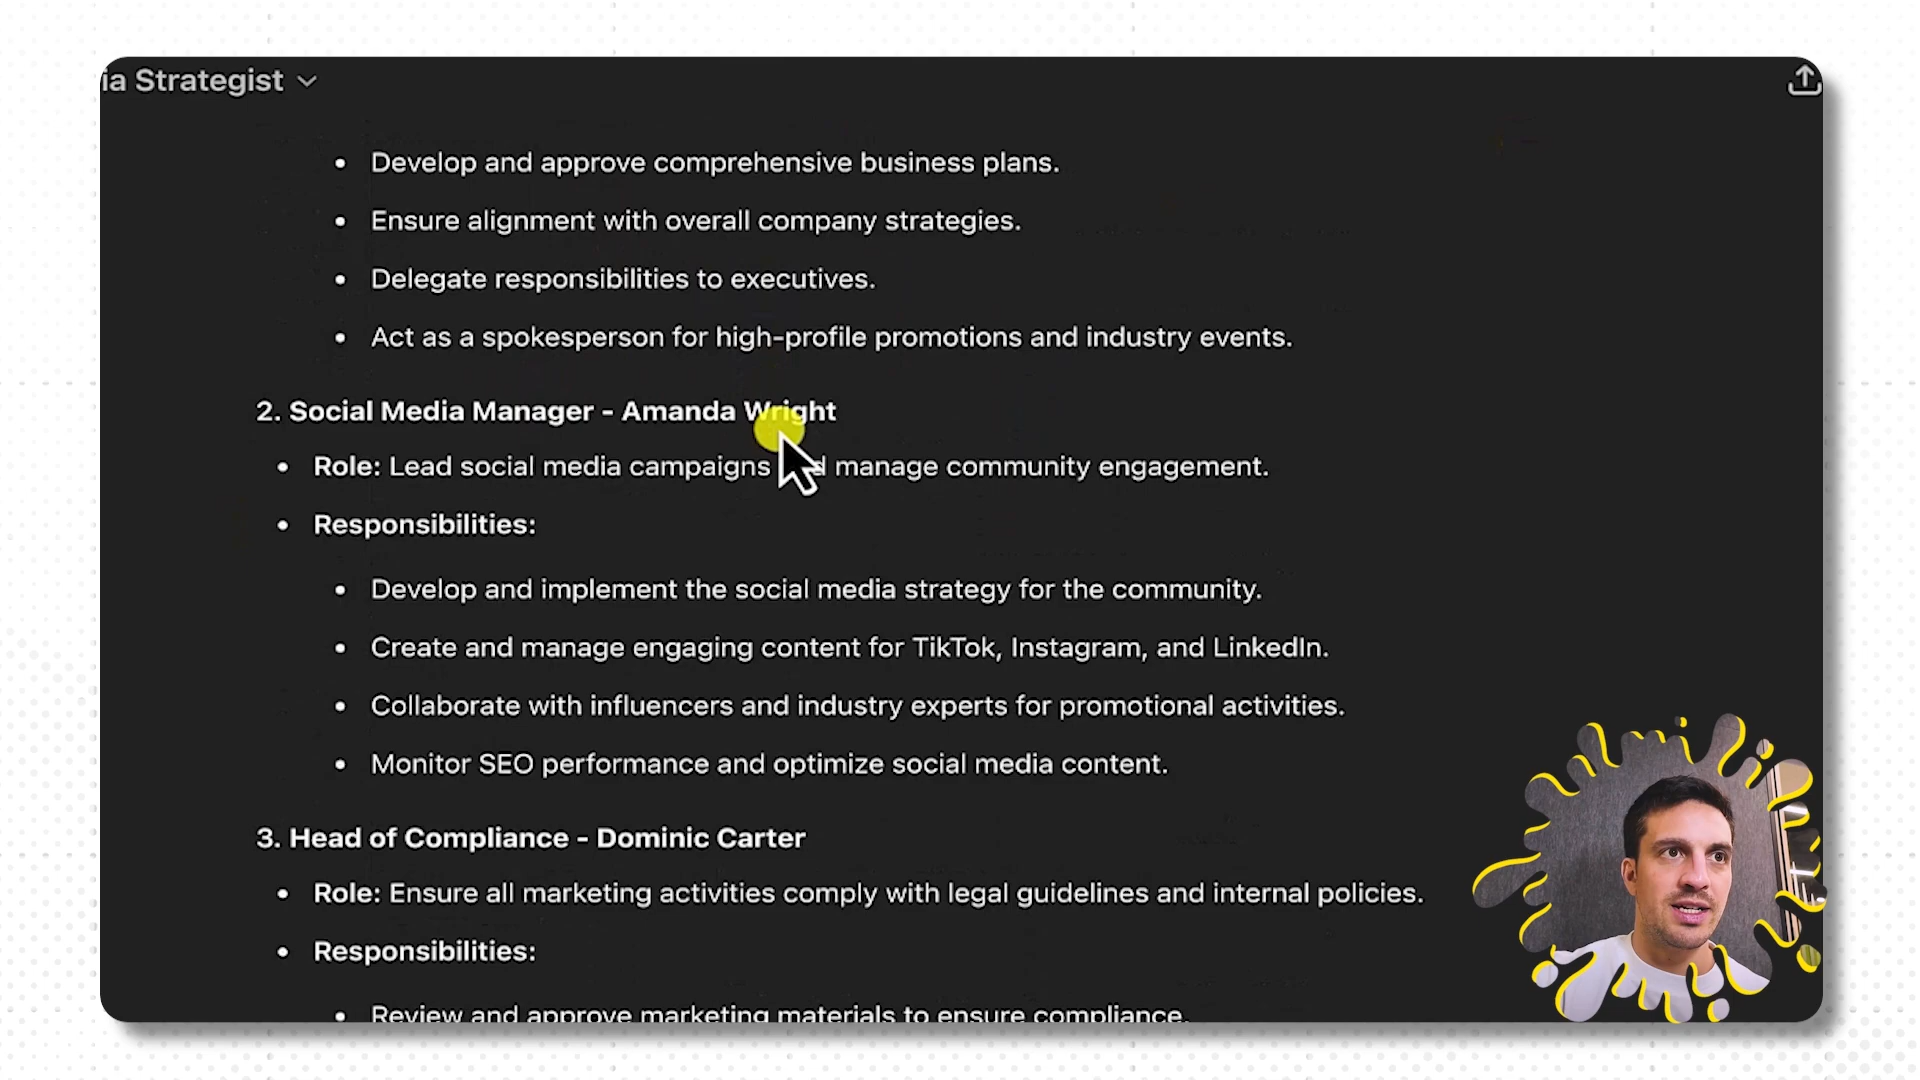 ia Strategist
• Develop and approve comprehensive business plans.
• Ensure alignment with overall company strategies.
• Delegate responsibilities to executives.
• Act as a spokesperson for high-profile promotions and industry events.
2. Social Media Manager - Amanda Wright
• Role: Lead social media campaigns manage community engagement.
• Responsibilities:
• Develop and implement the social media strategy for the community.
• Create and manage engaging content for TikTok, Instagram, and LinkedIn.
• Collaborate with influencers and industry experts for promotional activities.
• Monitor SEO performance and optimize social media content.
3. Head of Compliance - Dominic Carter
• Role: Ensure all marketing activities comply with legal guidelines and internal policies.
• Responsibilities:
• Review and approve marketing materials to ensure compliance.